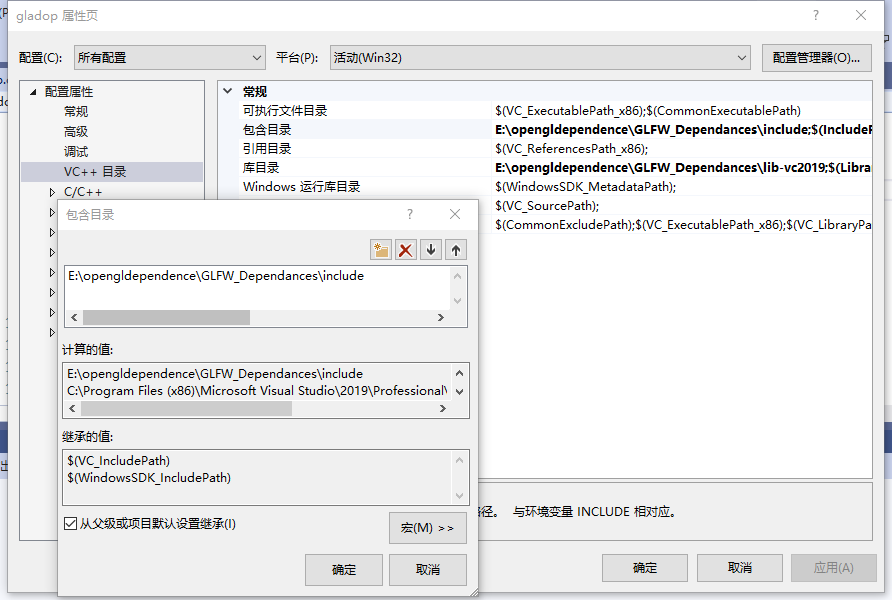 gladop 属性页
配置(C): 所有配置 平台(P): 活动(Win32) 配置管理器(O)...
配置属性
常规
高级
调试
VC++ 目录
C/C++
常规
可执行文件目录 $(VC_ExecutablePath_x86);$(CommonExecutablePath)
包含目录 E:\opengldependence\GLFW_Dependances\include;$(IncludeP
引用目录 $(VC_ReferencesPath_x86);
库目录 E:\opengldependence\GLFW_Dependances\lib-vc2019;$(Libra
Windows 运行库目录 $(WindowsSDK_MetadataPath);
$(VC_SourcePath);
$(CommonExcludePath);$(VC_ExecutablePath_x86);$(VC_LibraryPa
包含目录
E:\opengldependence\GLFW_Dependances\include
计算的值:
E:\opengldependence\GLFW_Dependances\include
C:\Program Files (x86)\Microsoft Visual Studio\2019\Professional\
继承的值:
$(VC_IncludePath)
$(WindowsSDK_IncludePath)
从父级或项目默认设置继承(I)
宏(M) >>
确定 取消
径。 与环境变量 INCLUDE 相对应。
确定 取消 应用(A)